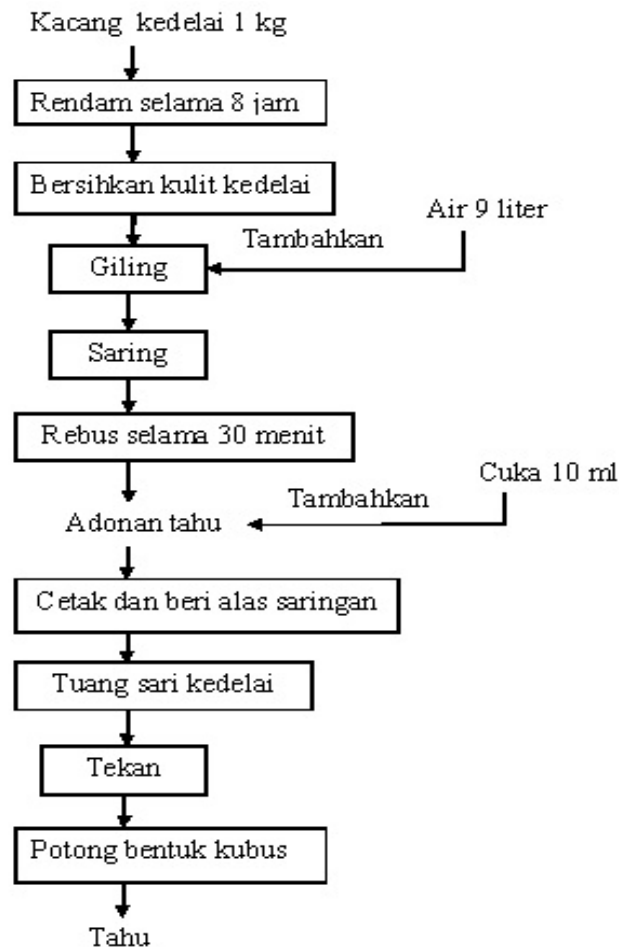 Kacang kedelai 1 kg
Rendam selama 8 jam
Bersihkan kulit kedelai
Air 9 liter
Tambahkan
Giling
Saring
Rebus selama 30 menit
Cuka 10 ml
Tambahkan
Adonan tahu
Cetak dan beri alas saringan
Tuang sari kedelai
Tekan
Potong bentuk kubus
Tahu